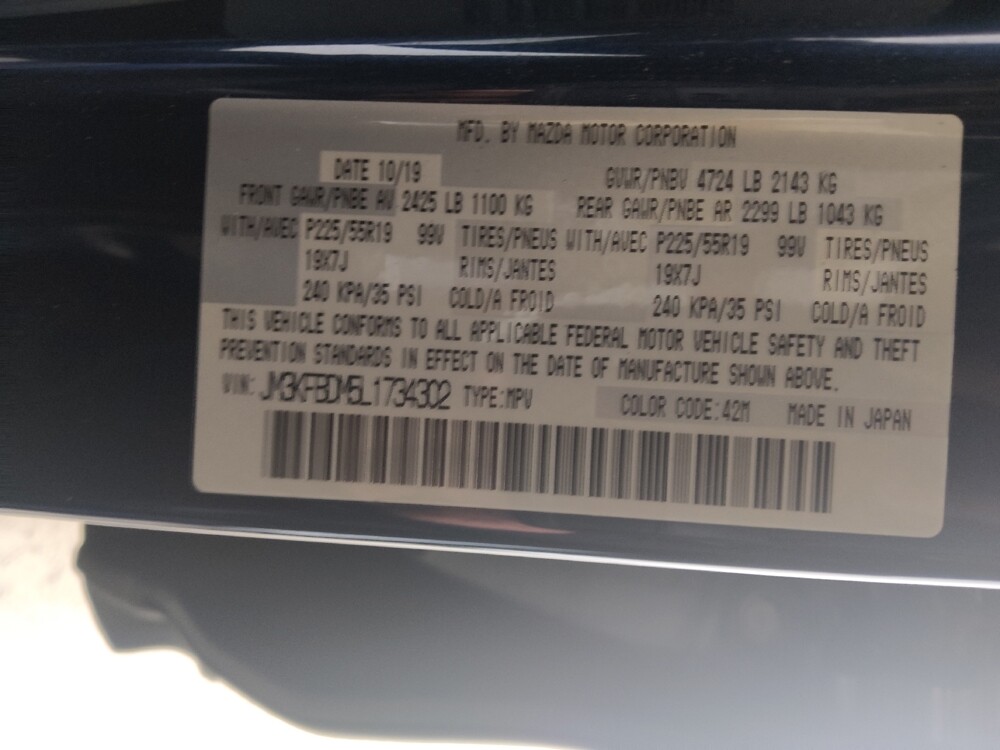 MFD. BY MAZDA MOTOR CORPORATION
DATE 10/19 GVWR/PNBV 4724 LB 2143 KG
FRONT GAWR/PNBE AV 2425 LB 1100 KG REAR GAWR/PNBE AR 2299 LB 1043 KG
WITH/AVEC P225/55R19 99V TIRES/PNEUS WITH/AVEC P225/55R19 99V TIRES/PNEUS
19X7J RIMS/JANTES 19X7J RIMS/JANTES
240 KPA/35 PSI COLD/A FROID 240 KPA/35 PSI COLD/A FROID
THIS VEHICLE CONFORMS TO ALL APPLICABLE FEDERAL MOTOR VEHICLE SAFETY AND THEFT
PREVENTION STANDARDS IN EFFECT ON THE DATE OF MANUFACTURE SHOWN ABOVE.
VIN: JM3KFBDM5L1734302 TYPE:MPV COLOR CODE:42M MADE IN JAPAN